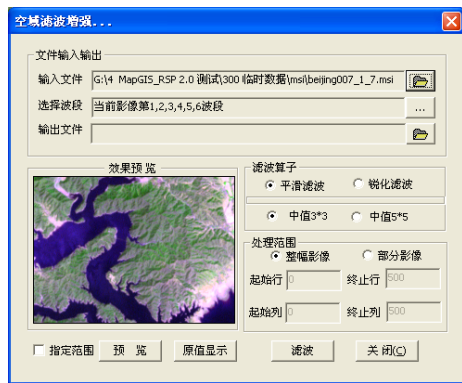 空域滤波增强...
文件输入输出
输入文件 G:\4 MapGIS_RSP 2.0 测试\300 临时数据\msi\beijing007_1_7.msi
选择波段 当前影像第1,2,3,4,5,6波段 ...
输出文件
效果预览
滤波算子
平滑滤波 锐化滤波
中值3*3 中值5*5
处理范围
整幅影像 部分影像
起始行 0 终止行 500
起始列 0 终止列 500
指定范围 预 览 原值显示 滤波 关 闭(C)